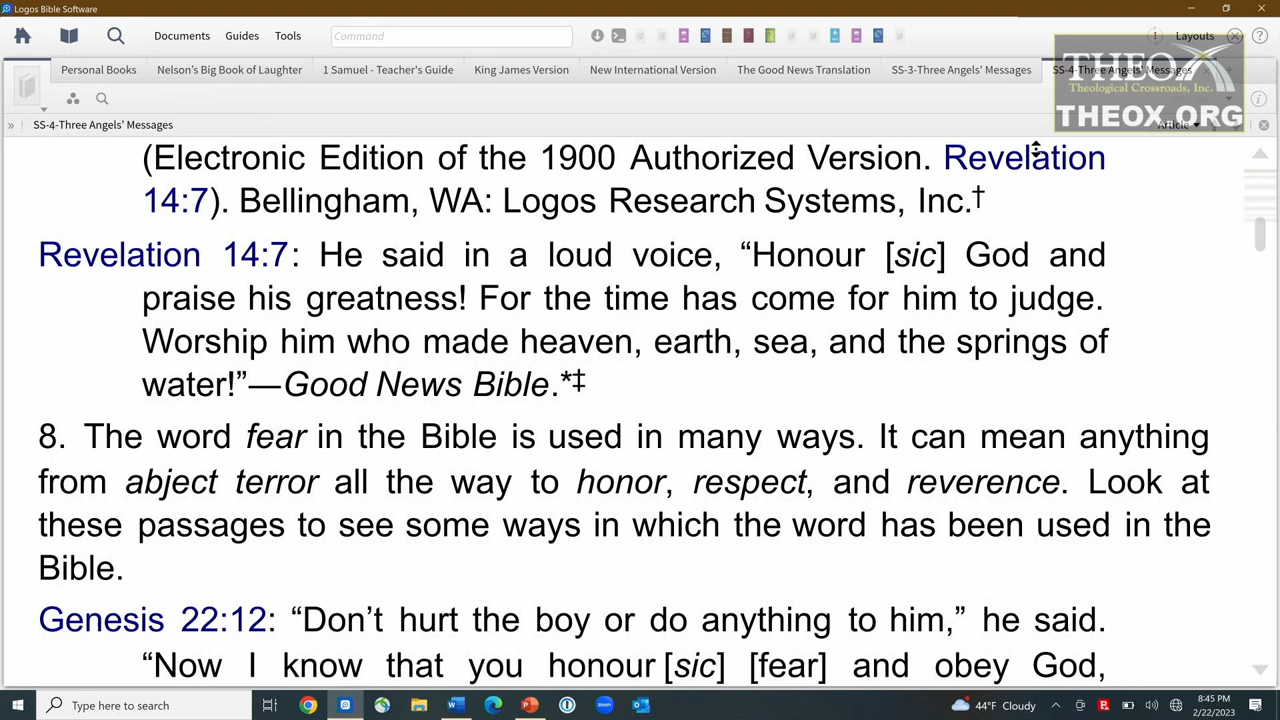 Logos Bible Software
Documents Guides Tools Command Layouts
Personal Books Nelson's Big Book of Laughter 1 Sam King James Version New International Version The Good News Translation SS-3-Three Angels' Messages SS-4-Three Angels' Messages
THEOX
Theological Crossroads, Inc.
THEOX.ORG
SS-4-Three Angels' Messages Article
(Electronic Edition of the 1900 Authorized Version. Revelation
14:7). Bellingham, WA: Logos Research Systems, Inc.†
Revelation 14:7: He said in a loud voice, “Honour [sic] God and
praise his greatness! For the time has come for him to judge.
Worship him who made heaven, earth, sea, and the springs of
water!”—Good News Bible.*‡
8. The word fear in the Bible is used in many ways. It can mean anything
from abject terror all the way to honor, respect, and reverence. Look at
these passages to see some ways in which the word has been used in the
Bible.
Genesis 22:12: “Don’t hurt the boy or do anything to him,” he said.
“Now I know that you honour [sic] [fear] and obey God,
Type here to search
44°F Cloudy
8:45 PM
2/22/2023